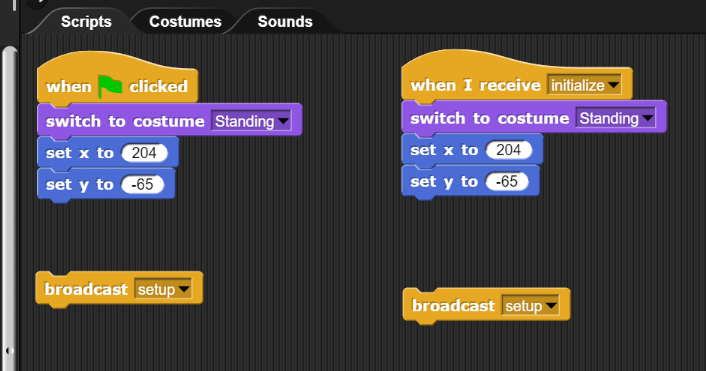 Scripts Costumes Sounds
when clicked
switch to costume Standing
set x to 204
set y to -65
broadcast setup
when I receive initialize
switch to costume Standing
set x to 204
set y to -65
broadcast setup